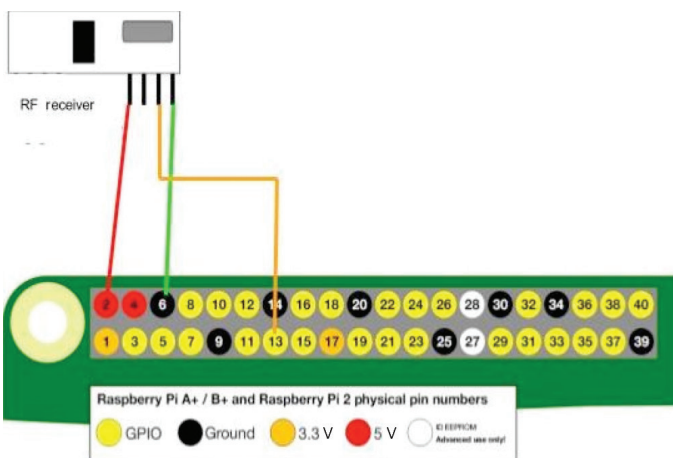 RF receiver
2 4 6 8 10 12 14 16 18 20 22 24 26 28 30 32 34 36 38 40
1 3 5 7 9 11 13 15 17 19 21 23 25 27 29 31 33 35 37 39
Raspberry Pi A+ / B+ and Raspberry Pi 2 physical pin numbers
GPIO Ground 3.3 V 5 V ID EEPROM
Advanced use only!